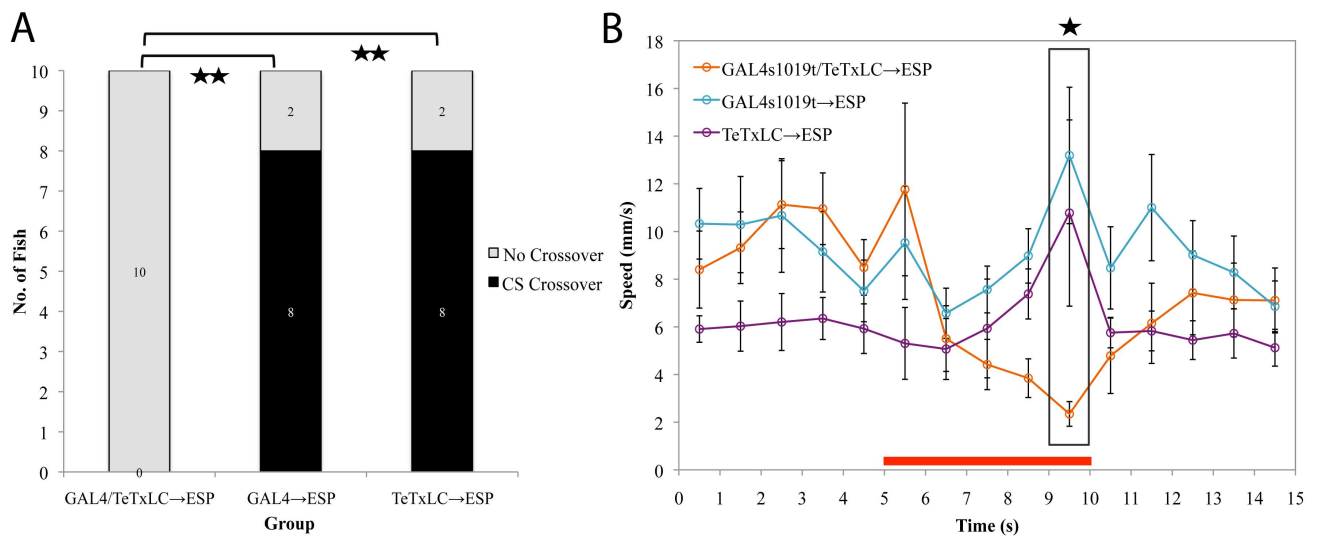 A
★★
★★
10
9
8
7
6
5
4
3
2
1
0
No. of Fish
10
0
2
8
2
8
GAL4/TeTxLC→ESP
GAL4→ESP
TeTxLC→ESP
Group
No Crossover
CS Crossover
B
★
18
16
14
12
10
8
6
4
2
0
Speed (mm/s)
GAL4s1019t/TeTxLC→ESP
GAL4s1019t→ESP
TeTxLC→ESP
0 1 2 3 4 5 6 7 8 9 10 11 12 13 14 15
Time (s)